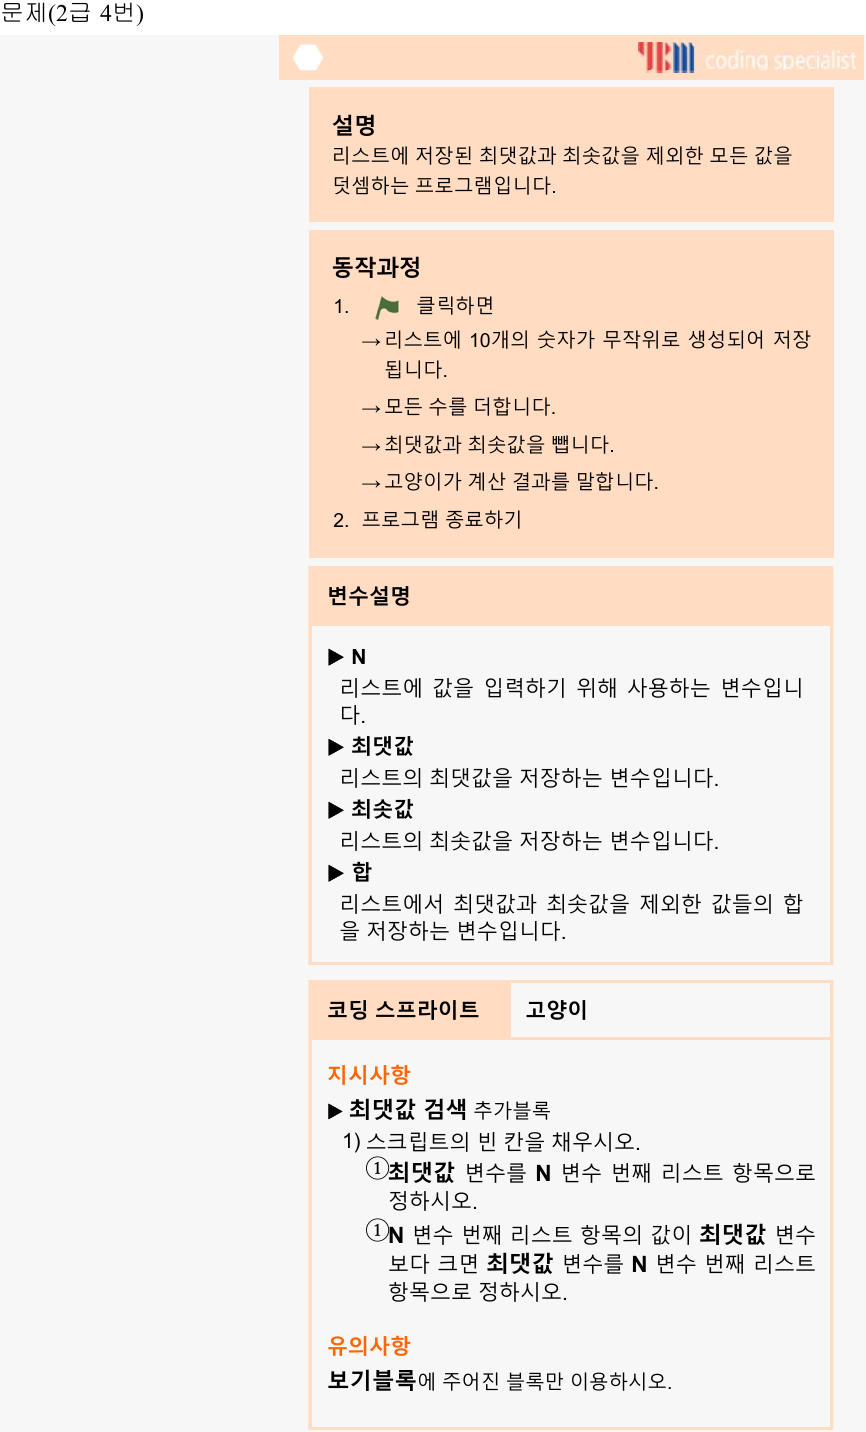 문제(2급 4번)
YBM coding specialist
설명
리스트에 저장된 최댓값과 최솟값을 제외한 모든 값을
덧셈하는 프로그램입니다.
동작과정
1. 클릭하면
→리스트에 10개의 숫자가 무작위로 생성되어 저장
됩니다.
→모든 수를 더합니다.
→최댓값과 최솟값을 뺍니다.
→고양이가 계산 결과를 말합니다.
2. 프로그램 종료하기
변수설명
▶ N
리스트에 값을 입력하기 위해 사용하는 변수입니
다.
▶ 최댓값
리스트의 최댓값을 저장하는 변수입니다.
▶ 최솟값
리스트의 최솟값을 저장하는 변수입니다.
▶ 합
리스트에서 최댓값과 최솟값을 제외한 값들의 합
을 저장하는 변수입니다.
코딩 스프라이트 고양이
지시사항
▶ 최댓값 검색 추가블록
1) 스크립트의 빈 칸을 채우시오.
①최댓값 변수를 N 변수 번째 리스트 항목으로
정하시오.
①N 변수 번째 리스트 항목의 값이 최댓값 변수
보다 크면 최댓값 변수를 N 변수 번째 리스트
항목으로 정하시오.
유의사항
보기블록에 주어진 블록만 이용하시오.